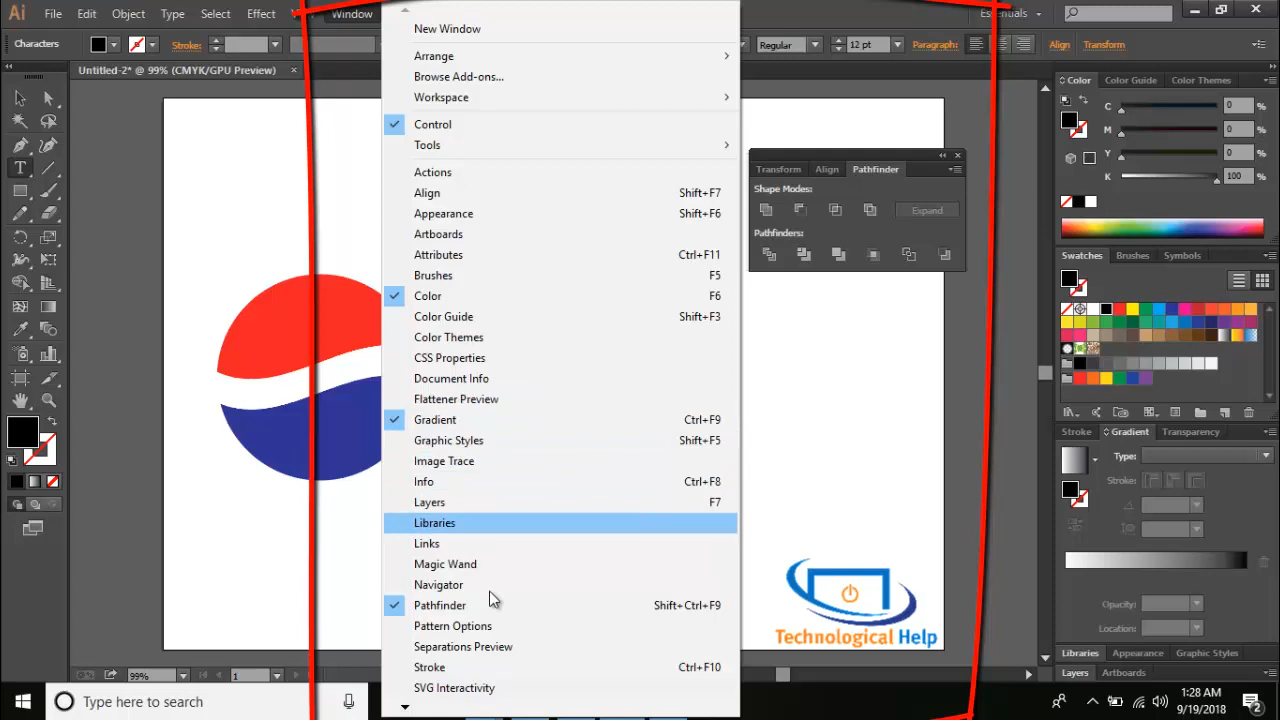 Ai File Edit Object Type Select Effect Window Essentials
Characters Stroke: Regular 12 pt Paragraph: Align Transform
Untitled-2* @ 99% (CMYK/GPU Preview) ×
New Window
Arrange
Browse Add-ons...
Workspace
Control
Tools
Actions
Align Shift+F7
Appearance Shift+F6
Artboards
Attributes Ctrl+F11
Brushes F5
Color F6
Color Guide Shift+F3
Color Themes
CSS Properties
Document Info
Flattener Preview
Gradient Ctrl+F9
Graphic Styles Shift+F5
Image Trace
Info Ctrl+F8
Layers F7
Libraries
Links
Magic Wand
Navigator
Pathfinder Shift+Ctrl+F9
Pattern Options
Separations Preview
Stroke Ctrl+F10
SVG Interactivity
Transform Align Pathfinder
Shape Modes:
Expand
Pathfinders:
Color Color Guide Color Themes
C 0 %
M 0 %
Y 0 %
K 100 %
Swatches Brushes Symbols
Stroke Gradient Transparency
Type:
Stroke:
Opacity:
Location:
Libraries Appearance Graphic Styles
Layers Artboards
Technological Help
99% 1
Type here to search
1:28 AM
9/19/2018
2